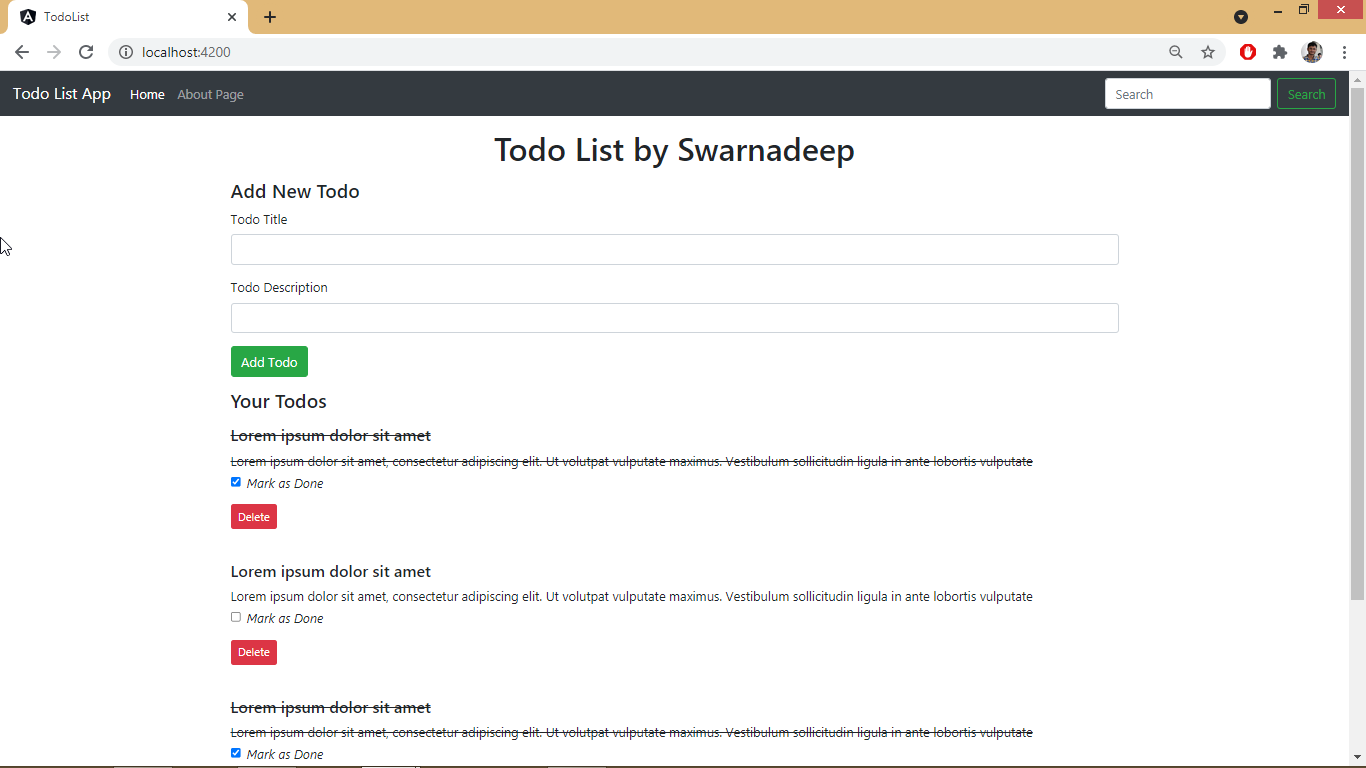 TodoList
localhost:4200
Todo List App Home About Page Search Search
Todo List by Swarnadeep
Add New Todo
Todo Title
Todo Description
Add Todo
Your Todos
Lorem ipsum dolor sit amet
Lorem ipsum dolor sit amet, consectetur adipiscing elit. Ut volutpat vulputate maximus. Vestibulum sollicitudin ligula in ante lobortis vulputate
Mark as Done
Delete
Lorem ipsum dolor sit amet
Lorem ipsum dolor sit amet, consectetur adipiscing elit. Ut volutpat vulputate maximus. Vestibulum sollicitudin ligula in ante lobortis vulputate
Mark as Done
Delete
Lorem ipsum dolor sit amet
Lorem ipsum dolor sit amet, consectetur adipiscing elit. Ut volutpat vulputate maximus. Vestibulum sollicitudin ligula in ante lobortis vulputate
Mark as Done